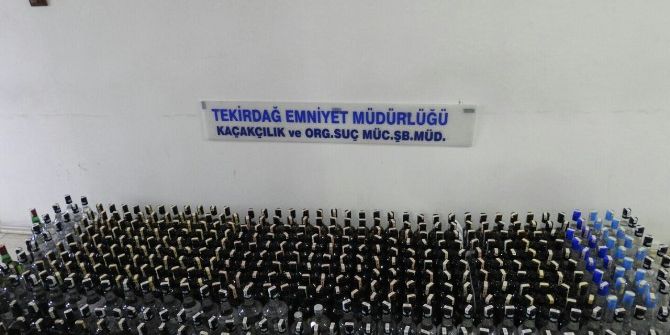 TEKİRDAĞ EMNİYET MÜDÜRLÜĞÜ
KAÇAKÇILIK ve ORG.SUÇ MÜC.ŞB.MÜD.